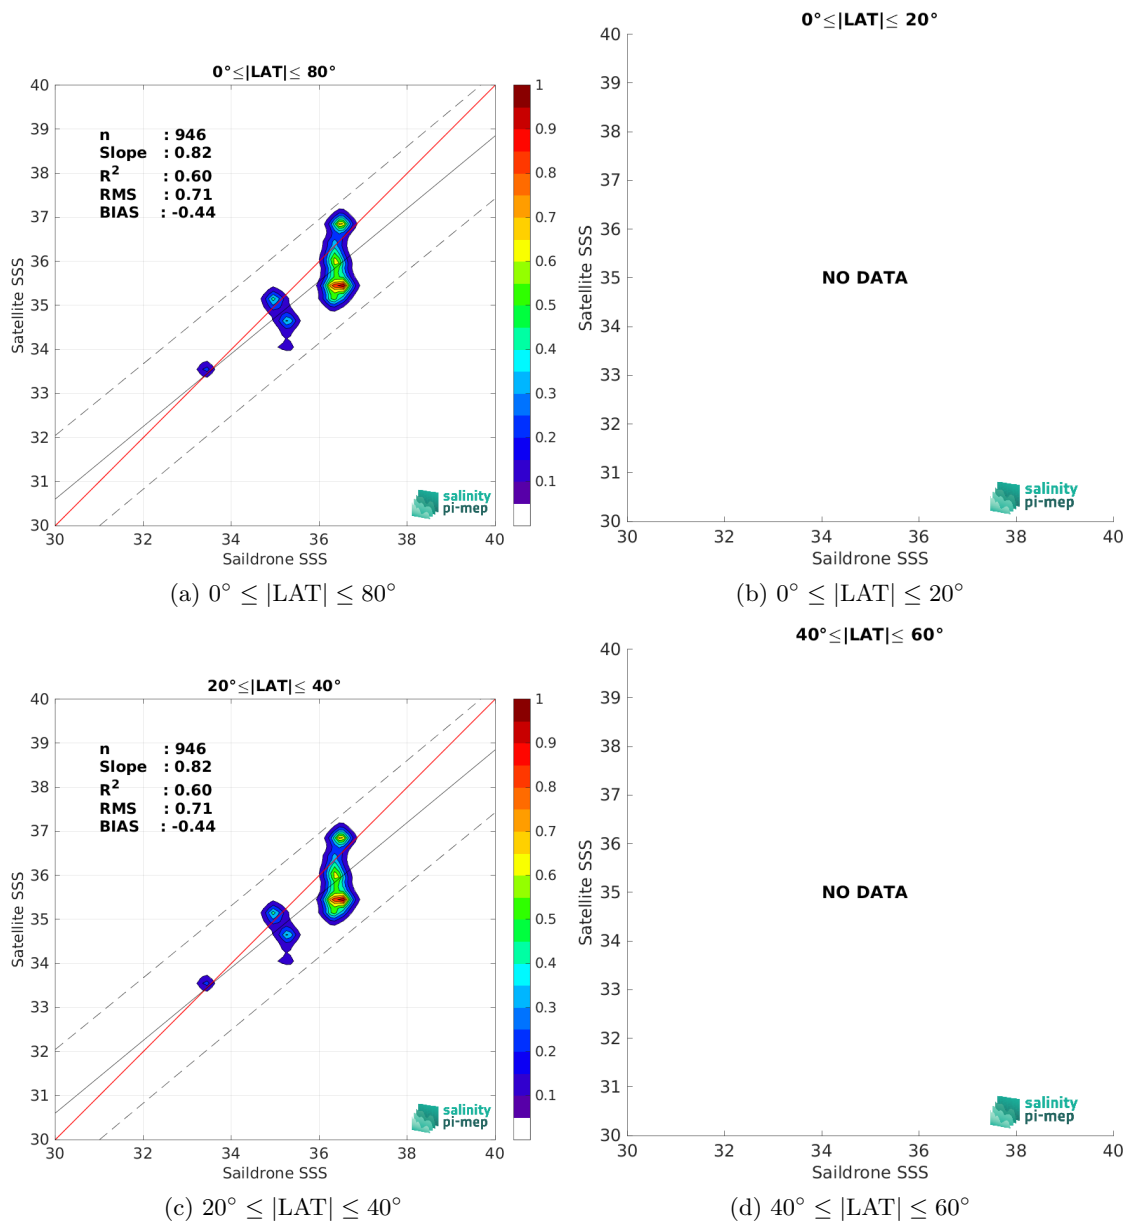 0°≤|LAT|≤ 80°
40
39
38
37
36
35
34
33
32
31
30
Satellite SSS
n : 946
Slope : 0.82
R² : 0.60
RMS : 0.71
BIAS : -0.44
1
0.9
0.8
0.7
0.6
0.5
0.4
0.3
0.2
0.1
salinity
pi-mep
30 32 34 36 38 40
Saildrone SSS
(a) 0° ≤ |LAT| ≤ 80°
0°≤|LAT|≤ 20°
40
39
38
37
36
35
34
33
32
31
30
Satellite SSS
NO DATA
salinity
pi-mep
30 32 34 36 38 40
Saildrone SSS
(b) 0° ≤ |LAT| ≤ 20°
20°≤|LAT|≤ 40°
40
39
38
37
36
35
34
33
32
31
30
Satellite SSS
n : 946
Slope : 0.82
R² : 0.60
RMS : 0.71
BIAS : -0.44
1
0.9
0.8
0.7
0.6
0.5
0.4
0.3
0.2
0.1
salinity
pi-mep
30 32 34 36 38 40
Saildrone SSS
(c) 20° ≤ |LAT| ≤ 40°
40°≤|LAT|≤ 60°
40
39
38
37
36
35
34
33
32
31
30
Satellite SSS
NO DATA
salinity
pi-mep
30 32 34 36 38 40
Saildrone SSS
(d) 40° ≤ |LAT| ≤ 60°